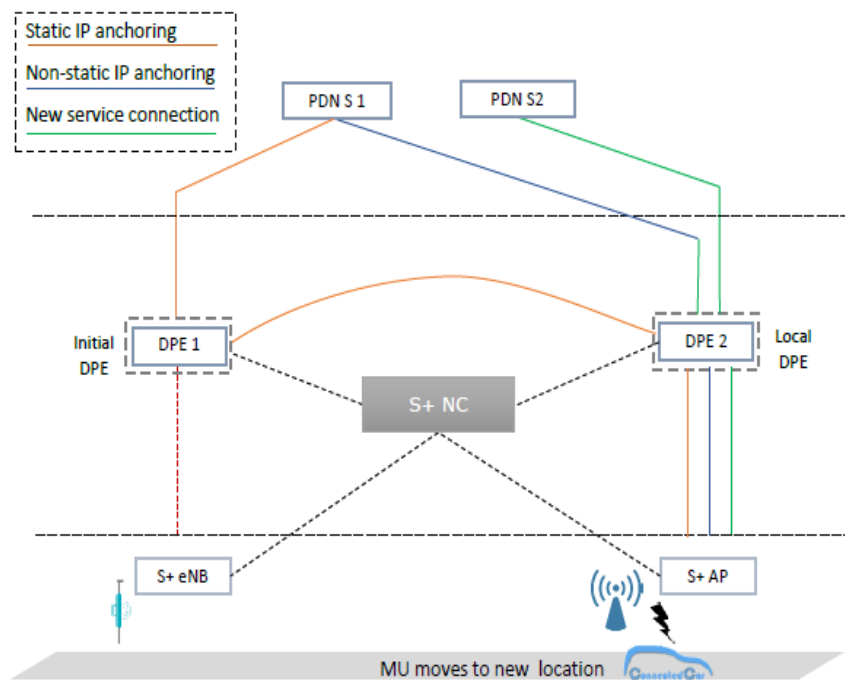 Static IP anchoring
Non-static IP anchoring
New service connection
PDN S 1
PDN S2
Initial
DPE
DPE 1
DPE 2
Local
DPE
S+ NC
S+ eNB
S+ AP
MU moves to new location
ConnectedCar